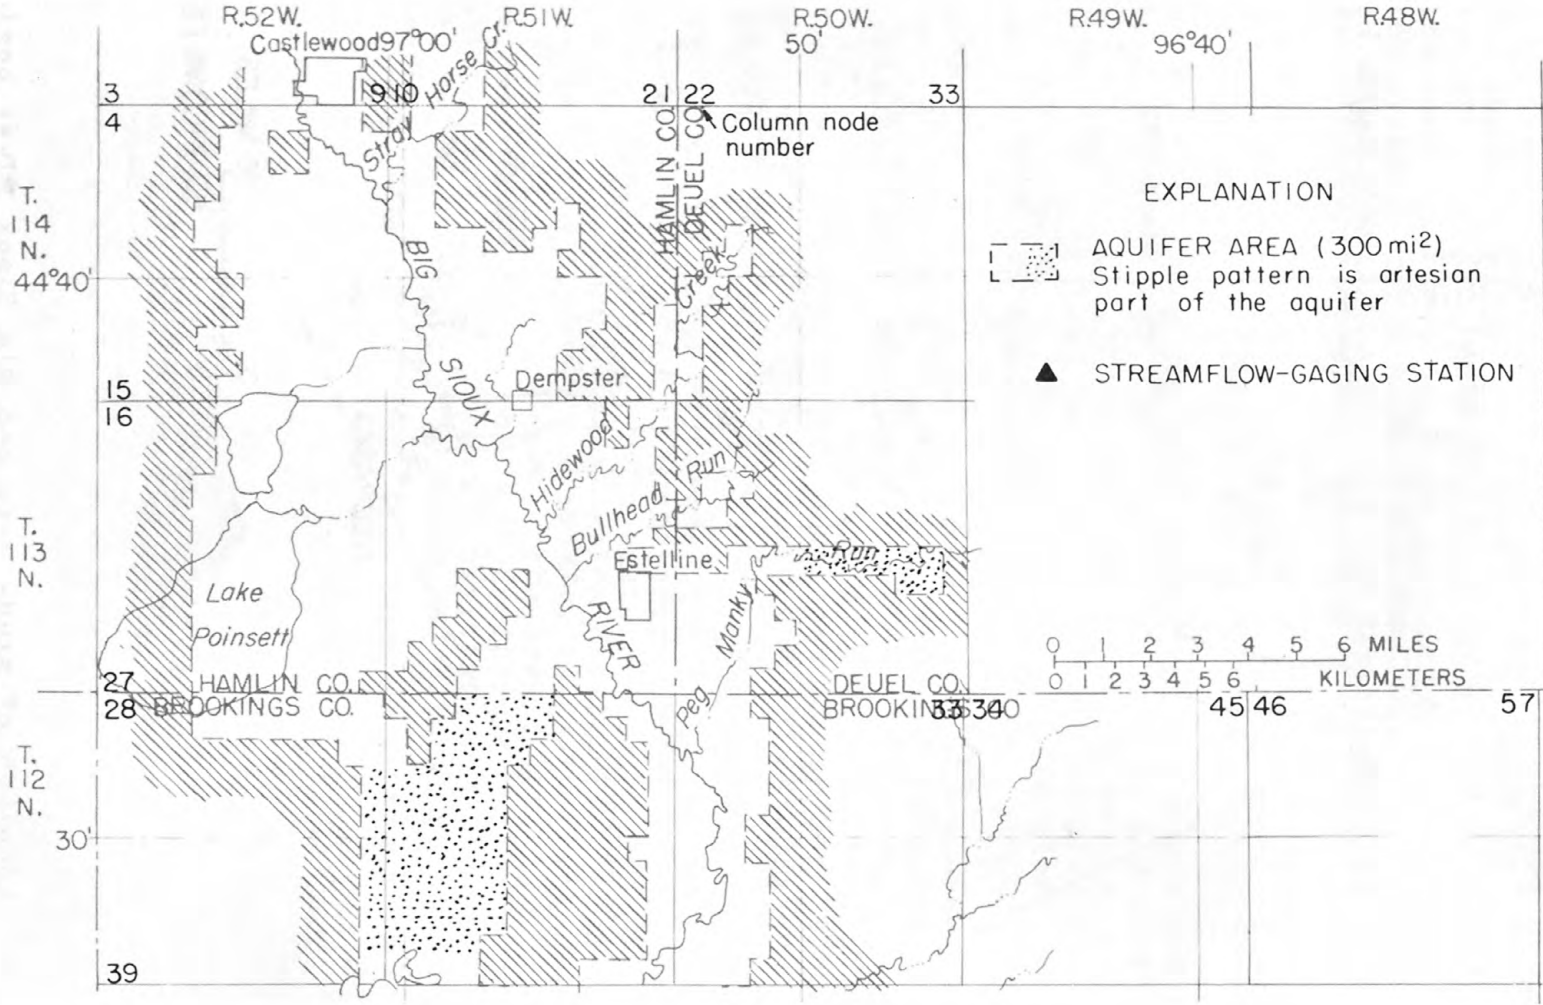 R.52W. R.51W. R.50W. R.49W. R.48W.
Castlewood 97°00' 50' 96°40'
Stray Horse Cr.
3 9 10 21 22 33
4
Column node
number
HAMLIN CO.
DEUEL CO.
T.
114
N.
44°40'
EXPLANATION
AQUIFER AREA (300 mi²)
Stipple pattern is artesian
part of the aquifer
STREAMFLOW-GAGING STATION
BIG
SIOUX
RIVER
Creek
Dempster
15
16
Hidewood
Bullhead Run
T.
113
N.
Estelline
Run
Lake
Poinsett
Peg Manky
0 1 2 3 4 5 6 MILES
0 1 2 3 4 5 6 KILOMETERS
27 HAMLIN CO. DEUEL CO.
28 BROOKINGS CO. BROOKINGS CO 33 34 45 46 57
T.
112
N.
30'
39